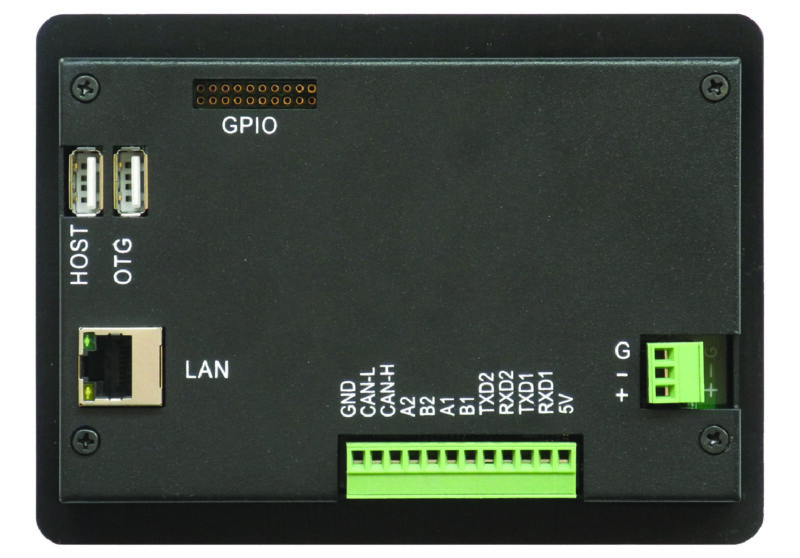 GPIO
HOST
OTG
LAN
GND
CAN-L
CAN-H
A2
B2
A1
B1
TXD2
RXD2
TXD1
RXD1
5V
G
-
+
G
-
+